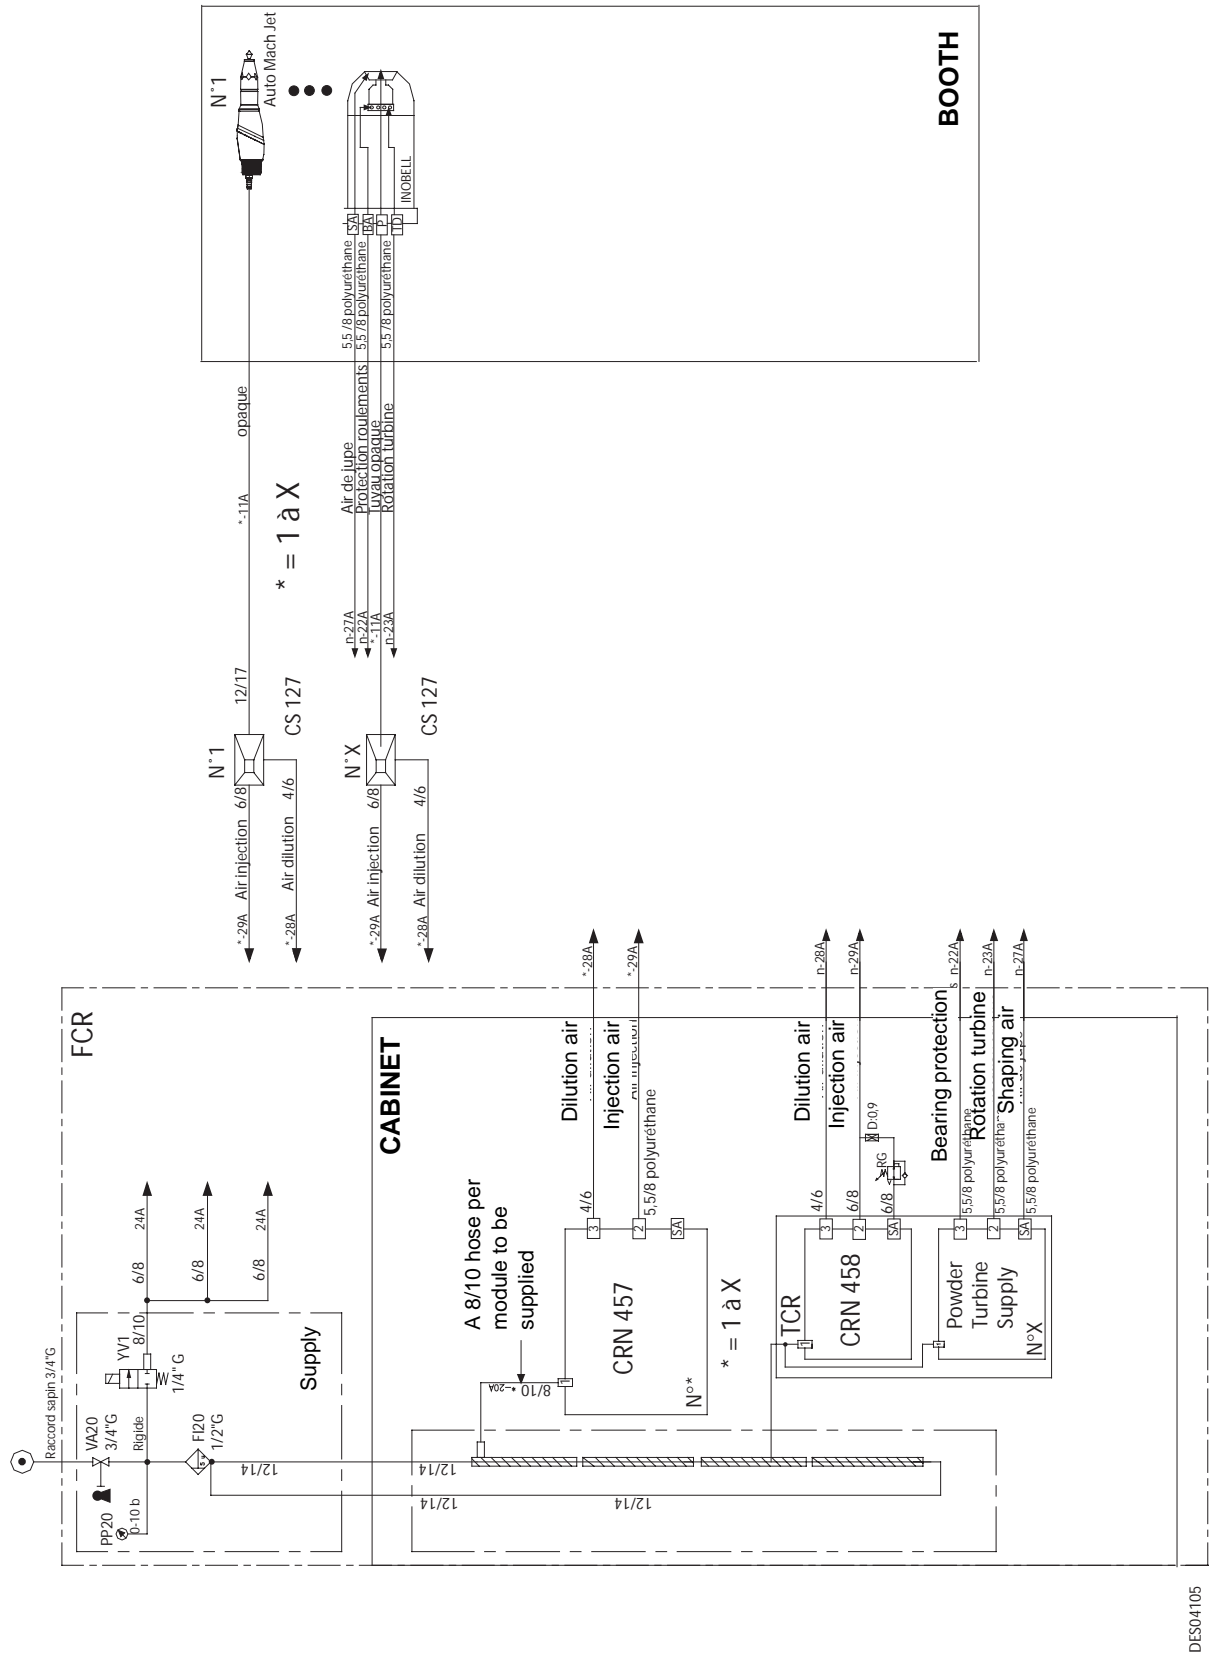 BOOTH
N°1
Auto Mach Jet
INOBELL
SA
BA
P
TD
5,5 /8 polyuréthane
5,5 /8 polyuréthane
5,5 /8 polyuréthane
opaque
*-11A
12/17
Air de jupe
Protection roulements
Tuyau opaque
Rotation turbine
n-27A
n-22A
*-11A
n-23A
* = 1 à X
N°1
CS 127
*-29A Air injection 6/8
*-28A Air dilution 4/6
N°X
CS 127
*-29A Air injection 6/8
*-28A Air dilution 4/6
FCR
Raccord sapin 3/4"G
VA20
3/4"G
PP20
0-10 b
Rigide
YV1
8/10
1/4" G
FI20
1/2"G
Supply
6/8 24A
6/8 24A
6/8 24A
12/14
12/14
12/14
12/14
CABINET
A 8/10 hose per
module to be
supplied
8/10
*-20A
1
CRN 457
N°*
3
2
SA
4/6
5,5/8 polyuréthane
Dilution air
Injection air
Air injection
*-28A
*-29A
* = 1 à X
TCR
1
CRN 458
3
2
SA
4/6
6/8
6/8
RG
D:0,9
Dilution air
Injection air
n-28A
n-29A
1
Powder
Turbine
Supply
N°X
3
2
SA
5,5/8 polyuréthane
5,5/8 polyurétha
5,5/8 polyuréthane
Bearing protection
s
Rotation turbine
Shaping air
n-22A
n-23A
n-27A
DES04105